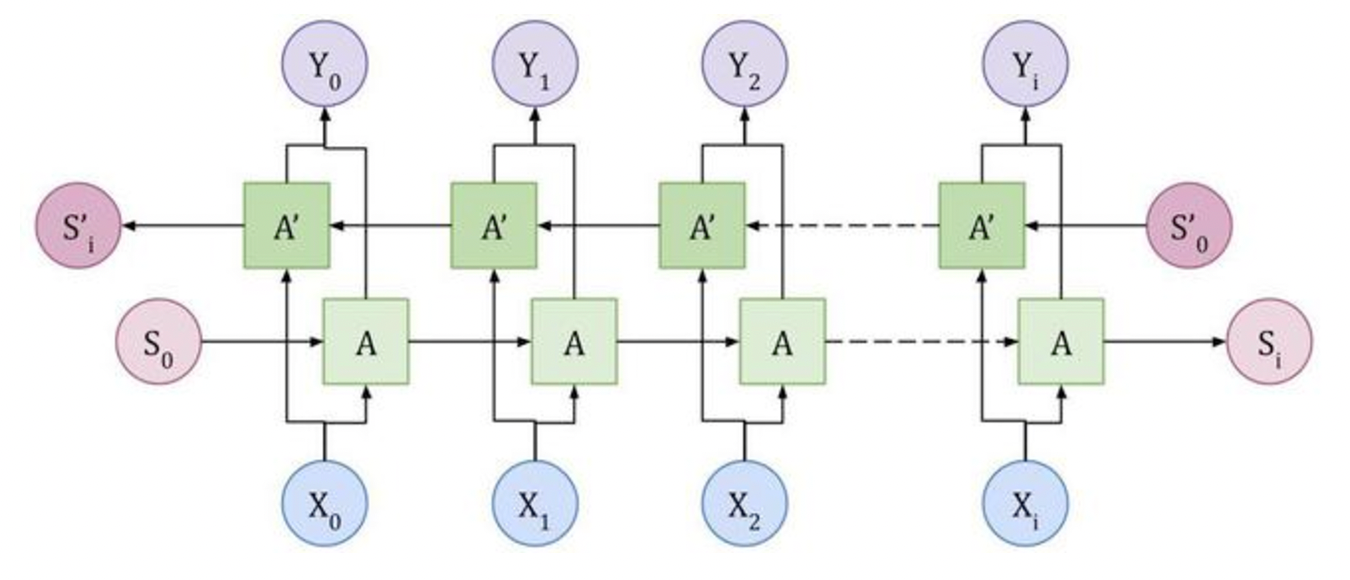 Y₀ Y₁ Y₂ Yᵢ
S'ᵢ A' A' A' A' S'₀
S₀ A A A A Sᵢ
X₀ X₁ X₂ Xᵢ